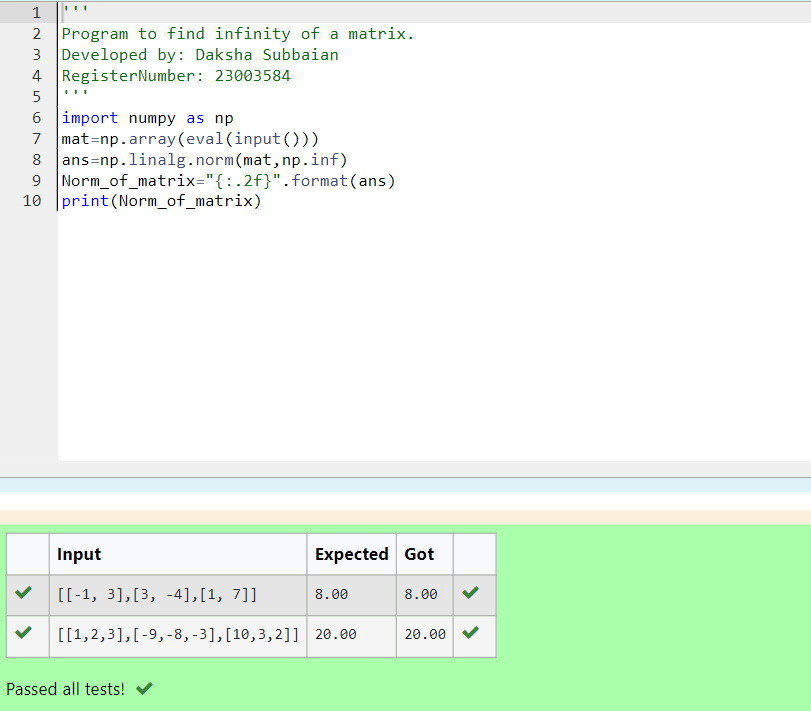 1 '''
2 Program to find infinity of a matrix.
3 Developed by: Daksha Subbaian
4 RegisterNumber: 23003584
5 '''
6 import numpy as np
7 mat=np.array(eval(input()))
8 ans=np.linalg.norm(mat,np.inf)
9 Norm_of_matrix="{:.2f}".format(ans)
10 print(Norm_of_matrix)
Input Expected Got
[[-1, 3],[3, -4],[1, 7]] 8.00 8.00
[[1,2,3],[-9,-8,-3],[10,3,2]] 20.00 20.00
Passed all tests!